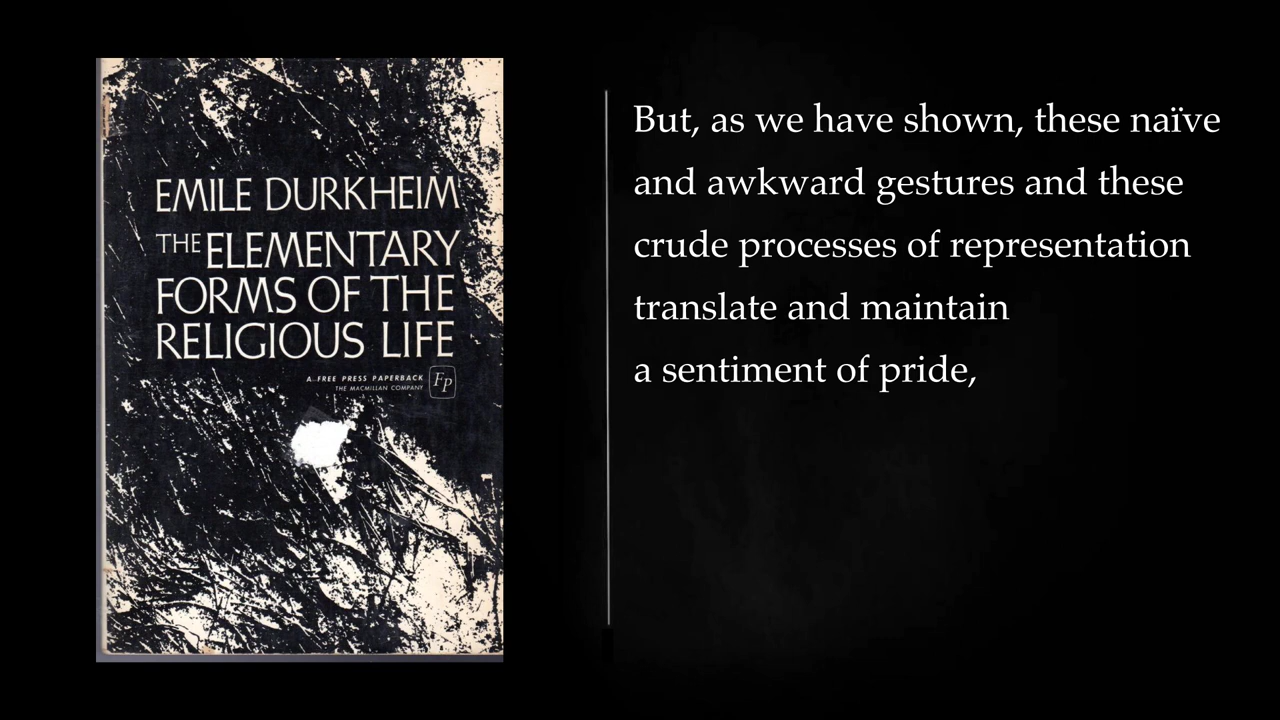 EMILE DURKHEIM
THE ELEMENTARY
FORMS OF THE
RELIGIOUS LIFE
A FREE PRESS PAPERBACK
THE MACMILLAN COMPANY
FP
But, as we have shown, these naïve
and awkward gestures and these
crude processes of representation
translate and maintain
a sentiment of pride,